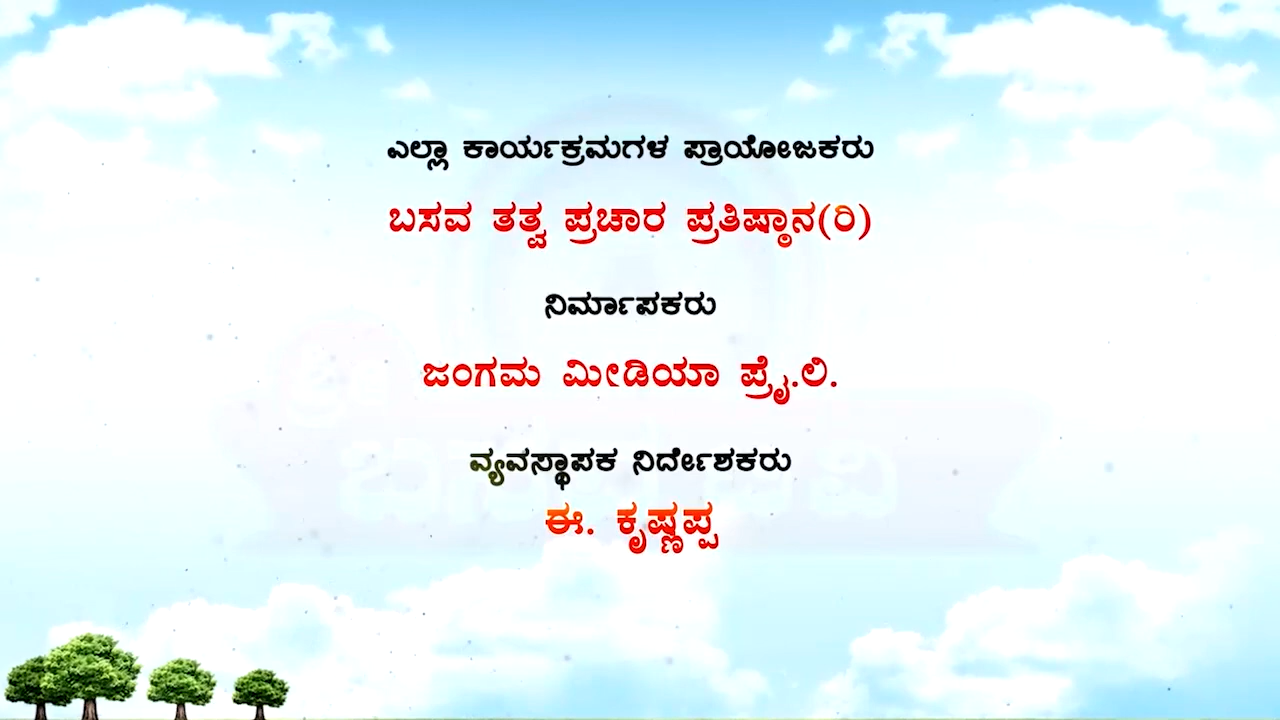 ಎಲ್ಲಾ ಕಾರ್ಯಕ್ರಮಗಳ ಪ್ರಾಯೋಜಕರು
ಬಸವ ತತ್ವ ಪ್ರಚಾರ ಪ್ರತಿಷ್ಠಾನ(ರಿ)
ನಿರ್ಮಾಪಕರು
ಜಂಗಮ ಮೀಡಿಯಾ ಪ್ರೈ.ಲಿ.
ವ್ಯವಸ್ಥಾಪಕ ನಿರ್ದೇಶಕರು
ಈ. ಕೃಷ್ಣಪ್ಪ